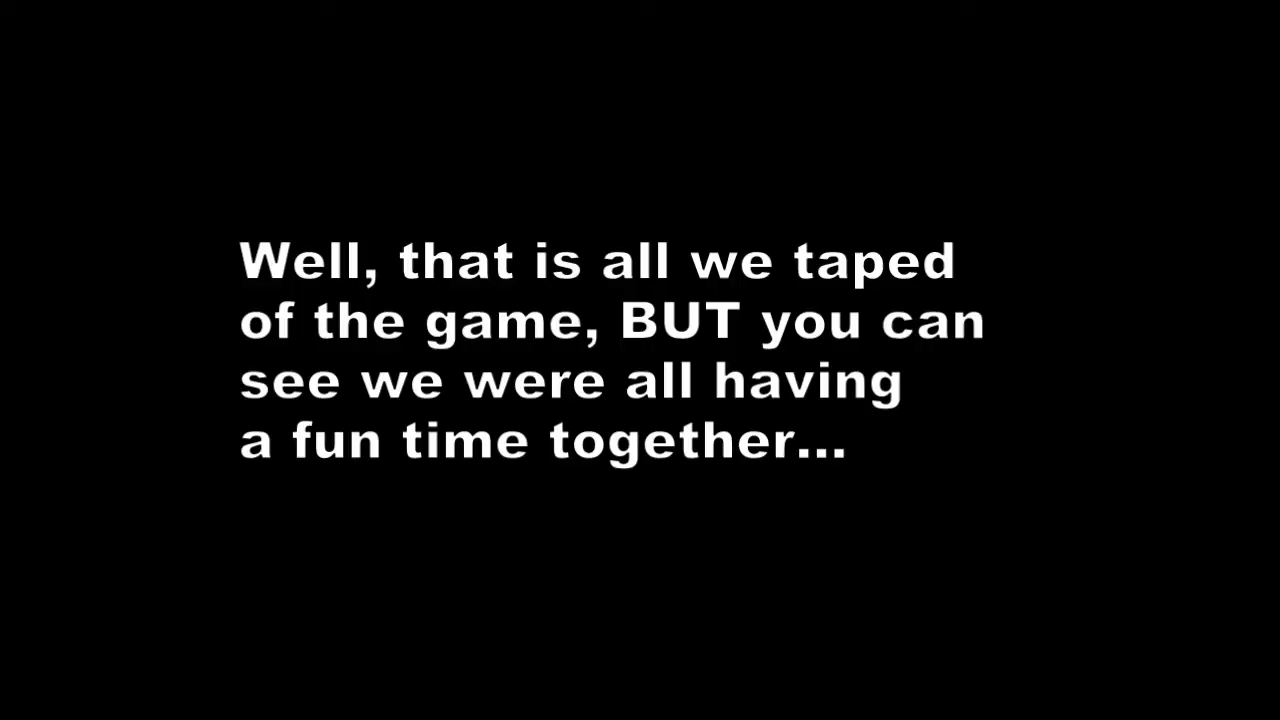 Well, that is all we taped
of the game, BUT you can
see we were all having
a fun time together...